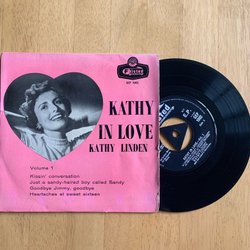 Felsted
KATHY
IN LOVE
KATHY LINDEN
Volume 1
Kissin' conversation
Just a sandy-haired boy called Sandy
Goodbye Jimmy, goodbye
Heartaches at sweet sixteen